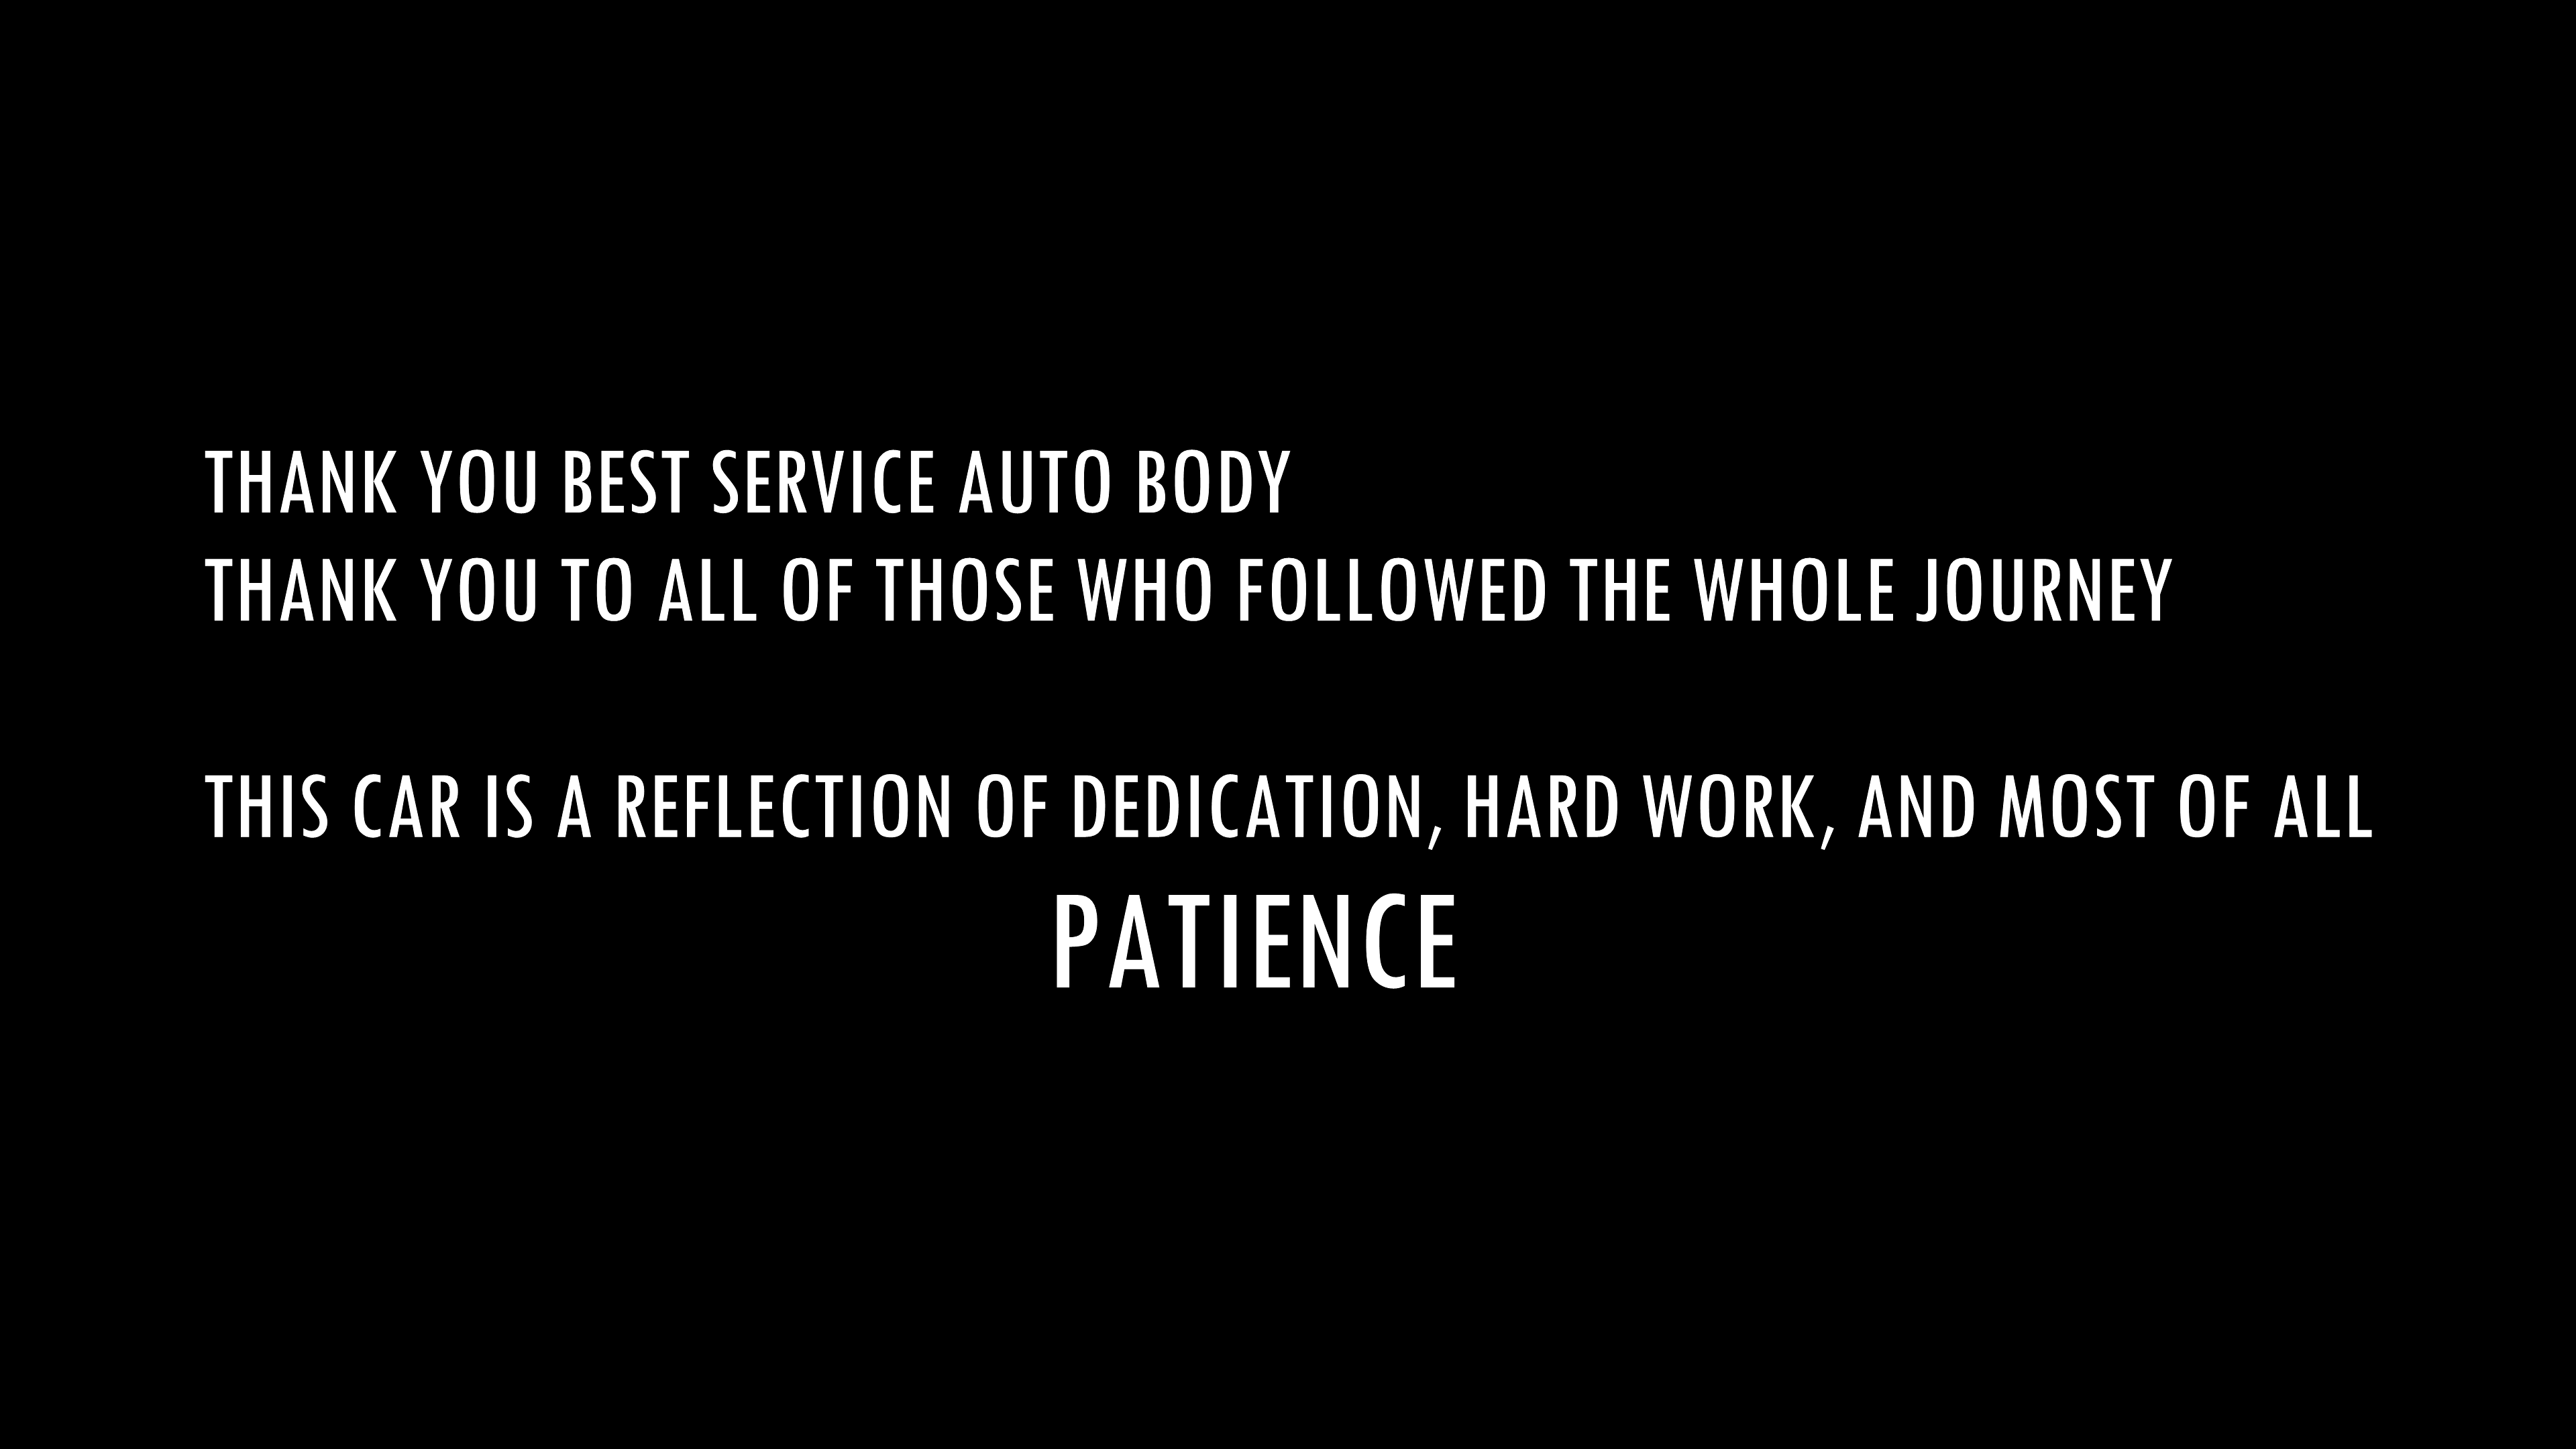 THANK YOU BEST SERVICE AUTO BODY
THANK YOU TO ALL OF THOSE WHO FOLLOWED THE WHOLE JOURNEY
THIS CAR IS A REFLECTION OF DEDICATION, HARD WORK, AND MOST OF ALL
PATIENCE